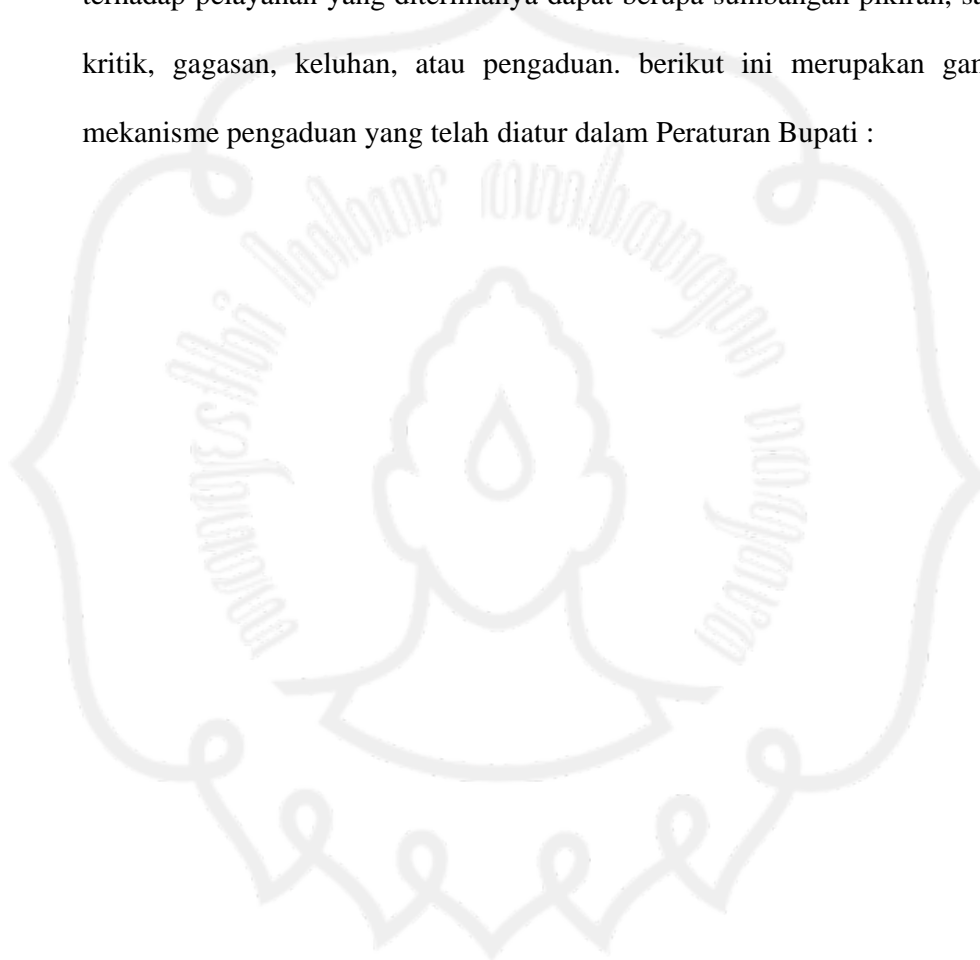 terhadap pelayanan yang diterimanya dapat berupa sumbangan pikiran,
kritik, gagasan, keluhan, atau pengaduan. berikut ini merupakan
mekanisme pengaduan yang telah diatur dalam Peraturan Bupati :